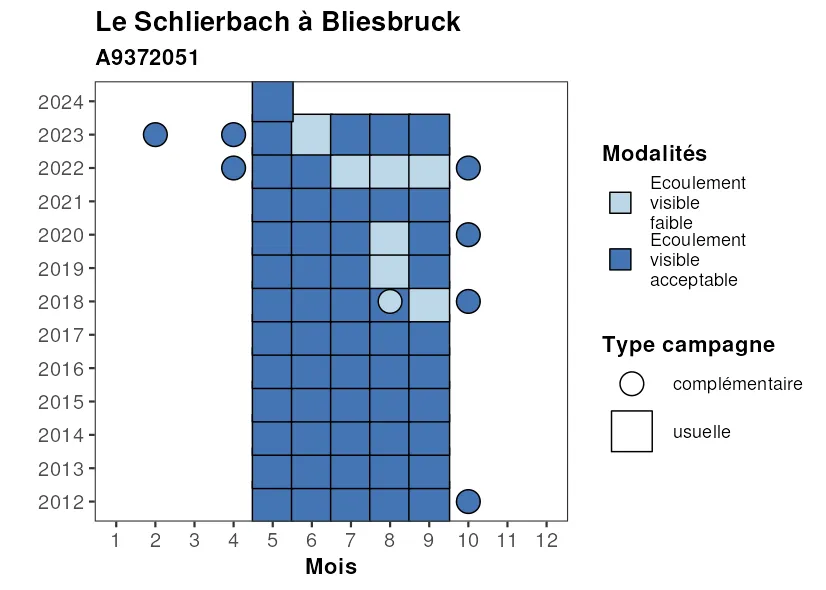 Le Schlierbach à Bliesbruck
A9372051
2024
2023
2022
2021
2020
2019
2018
2017
2016
2015
2014
2013
2012
1 2 3 4 5 6 7 8 9 10 11 12
Mois
Modalités
Ecoulement
visible
faible
Ecoulement
visible
acceptable
Type campagne
complémentaire
usuelle